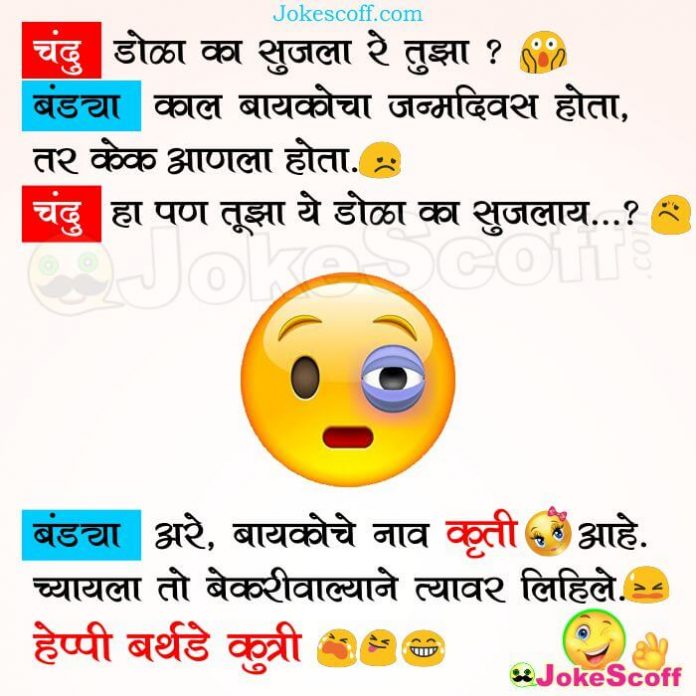 Jokescoff.com
चंदु डोळा का सुजला रे तुझा ?
बंड्या काल बायकोचा जन्मदिवस होता,
तर केक आणला होता.
चंदु हा पण तूझा ये डोळा का सुजलाय...?
JokeScoff.com
बंड्या अरे, बायकोचे नाव कृती आहे.
च्यायला तो बेकरीवाल्याने त्यावर लिहिले.
हेप्पी बर्थडे कुत्री
JokeScoff